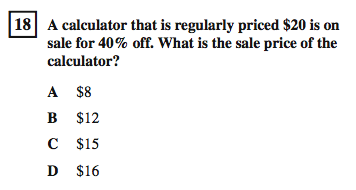 18 A calculator that is regularly priced $20 is on
sale for 40% off. What is the sale price of the
calculator?
A $8
B $12
C $15
D $16